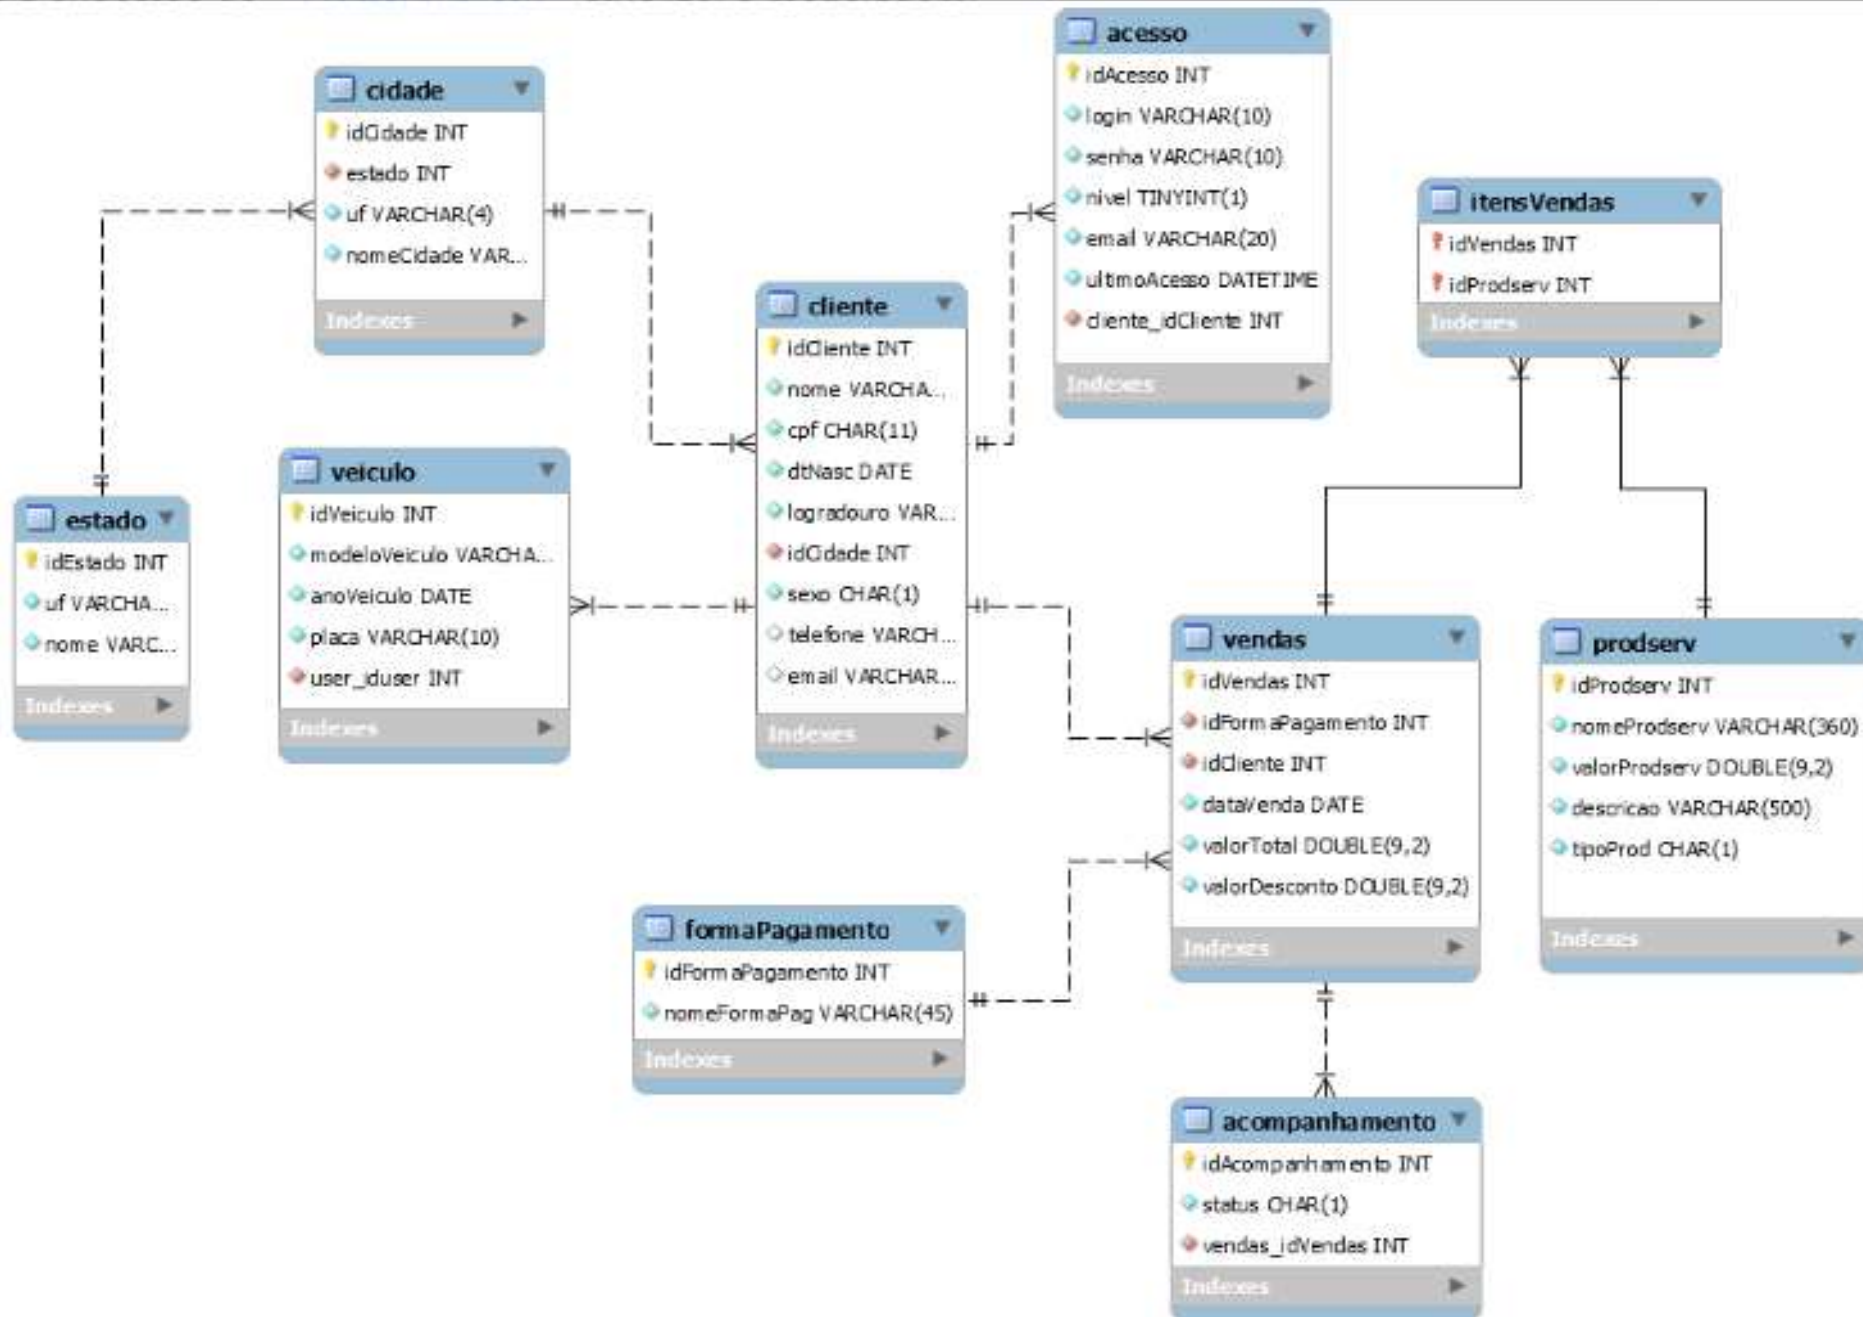 cidade
idCidade INT
estado INT
uf VARCHAR(4)
nomeCidade VAR...
Indexes
acesso
idAcesso INT
login VARCHAR(10)
senha VARCHAR(10)
nivel TINYINT(1)
email VARCHAR(20)
ultimoAcesso DATETIME
cliente_idCliente INT
Indexes
itensVendas
idVendas INT
idProdserv INT
Indexes
cliente
idCliente INT
nome VARCHA...
cpf CHAR(11)
dtNasc DATE
logradouro VAR...
idCidade INT
sexo CHAR(1)
telefone VARCH...
email VARCHAR...
Indexes
veiculo
idVeiculo INT
modeloVeiculo VARCHA...
anoVeiculo DATE
placa VARCHAR(10)
user_iduser INT
Indexes
estado
idEstado INT
uf VARCHA...
nome VARC...
Indexes
vendas
idVendas INT
idFormaPagamento INT
idCliente INT
dataVenda DATE
valorTotal DOUBLE(9,2)
valorDesconto DOUBLE(9,2)
Indexes
prodserv
idProdserv INT
nomeProdserv VARCHAR(360)
valorProdserv DOUBLE(9,2)
descricao VARCHAR(500)
tipoProd CHAR(1)
Indexes
formaPagamento
idFormaPagamento INT
nomeFormaPag VARCHAR(45)
Indexes
acompanhamento
idAcompanhamento INT
status CHAR(1)
vendas_idVendas INT
Indexes